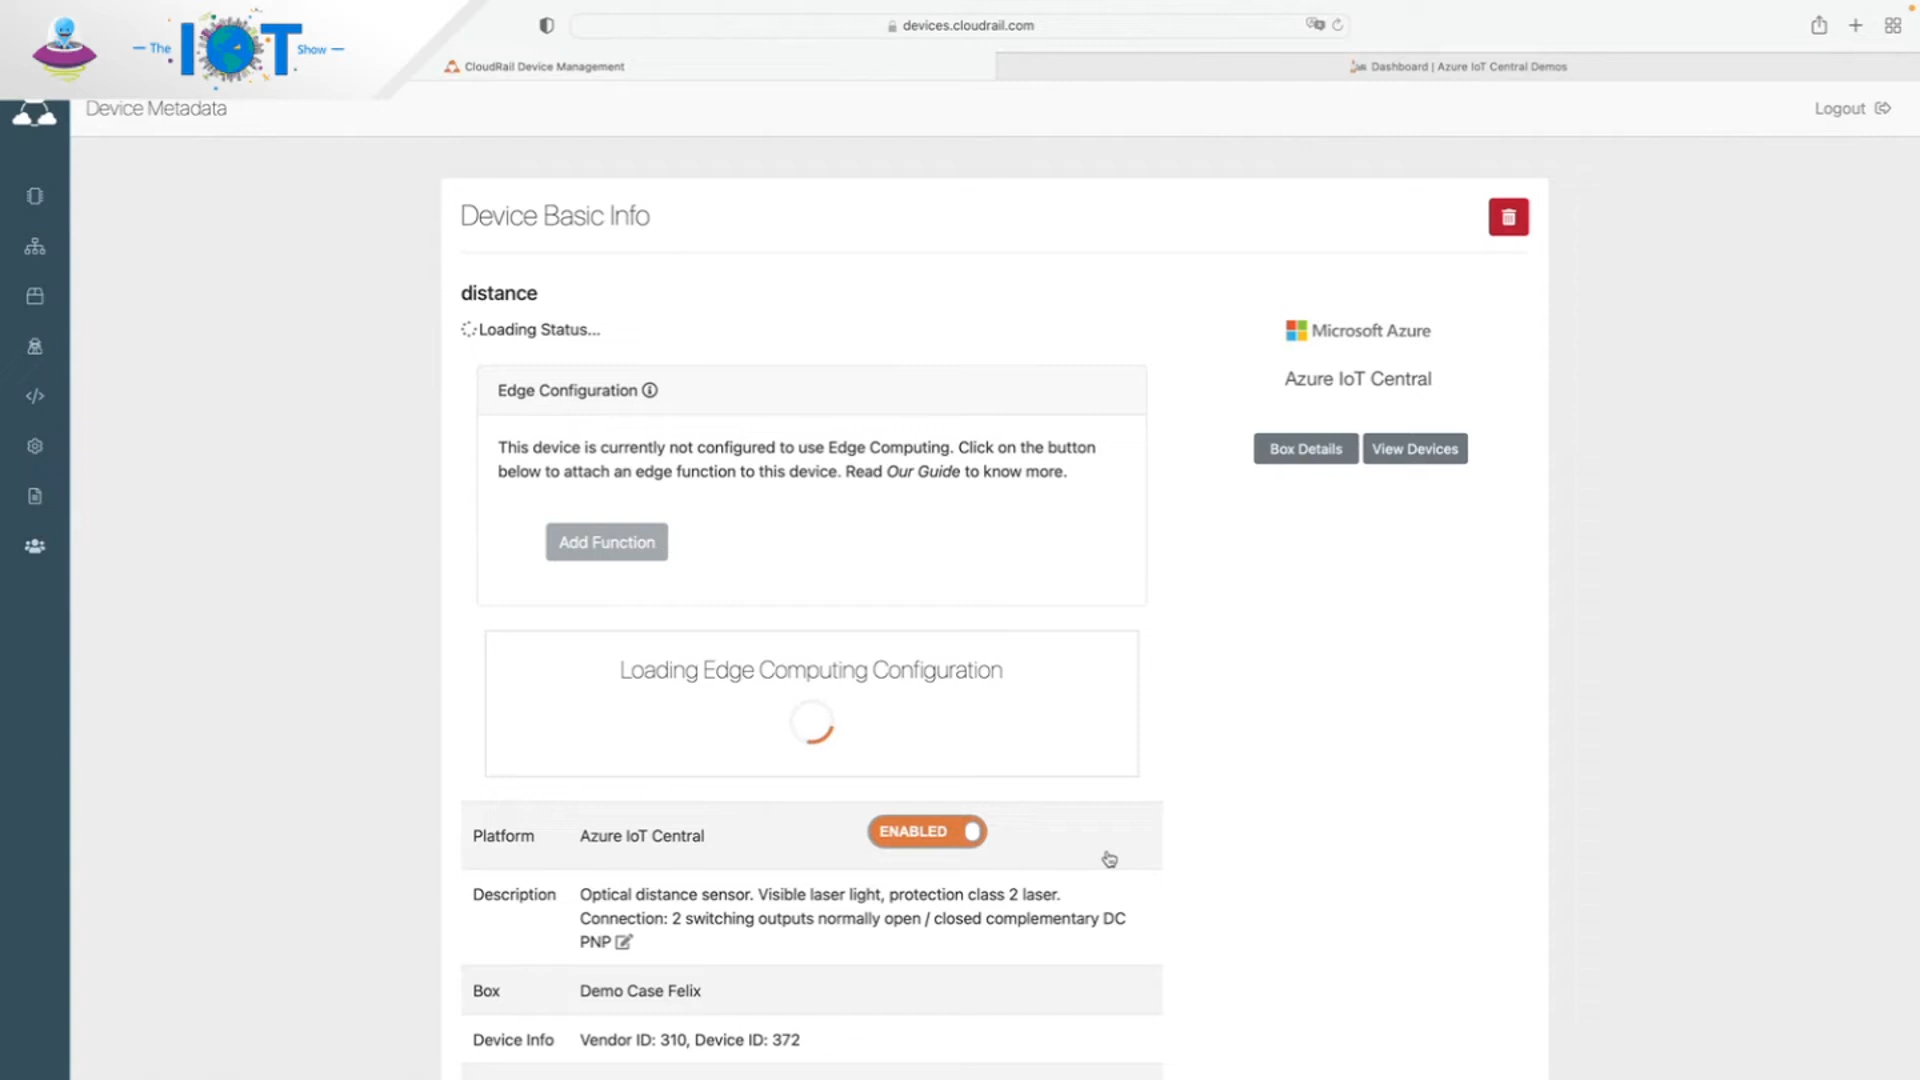 The
IOT
Show
devices.cloudrail.com
CloudRail Device Management
Dashboard | Azure IoT Central Demos
Device Metadata
Logout
Device Basic Info
distance
Loading Status...
Microsoft Azure
Azure IoT Central
Edge Configuration
Box Details
View Devices
This device is currently not configured to use Edge Computing. Click on the button
below to attach an edge function to this device. Read Our Guide to know more.
Add Function
Loading Edge Computing Configuration
Platform Azure IoT Central ENABLED
Description Optical distance sensor. Visible laser light, protection class 2 laser.
Connection: 2 switching outputs normally open / closed complementary DC
PNP
Box Demo Case Felix
Device Info Vendor ID: 310, Device ID: 372